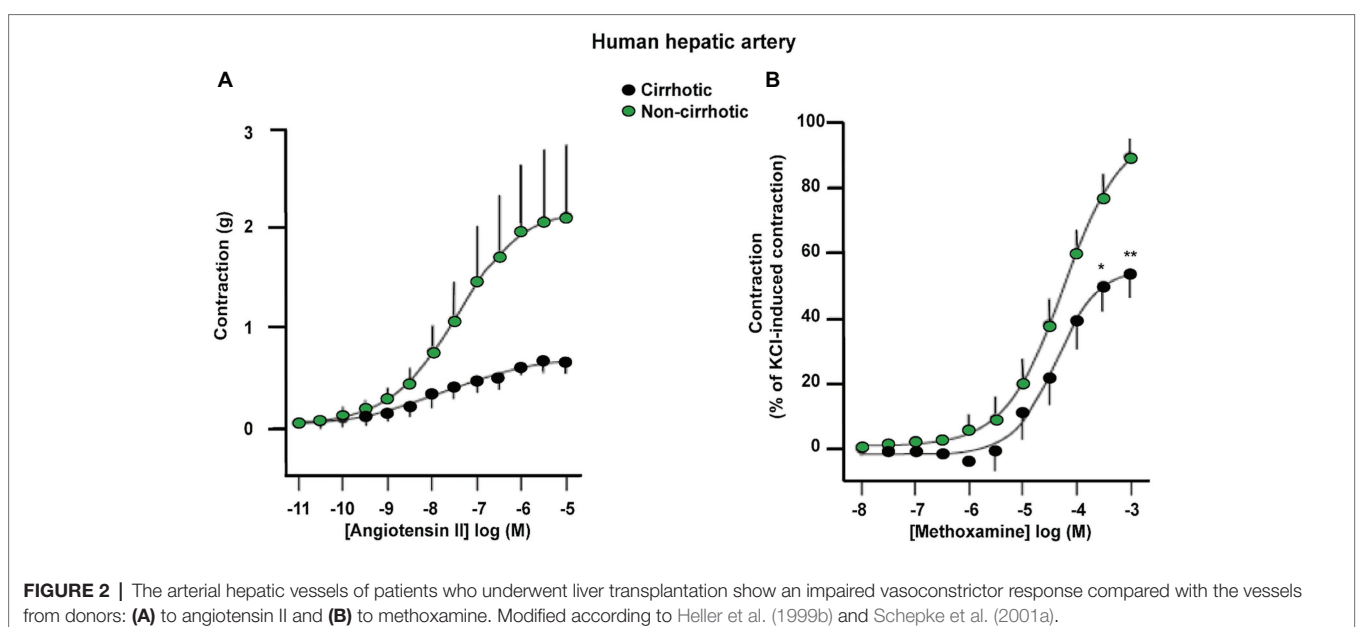 Human hepatic artery
A
B
Cirrhotic
Non-cirrhotic
Contraction (g)
3
2
1
0
-11 -10 -9 -8 -7 -6 -5
[Angiotensin II] log (M)
Contraction
(% of KCl-induced contraction)
100
80
60
40
20
0
* **
-8 -7 -6 -5 -4 -3
[Methoxamine] log (M)
FIGURE 2 | The arterial hepatic vessels of patients who underwent liver transplantation show an impaired vasoconstrictor response compared with the vessels
from donors: (A) to angiotensin II and (B) to methoxamine. Modified according to Heller et al. (1999b) and Schepke et al. (2001a).